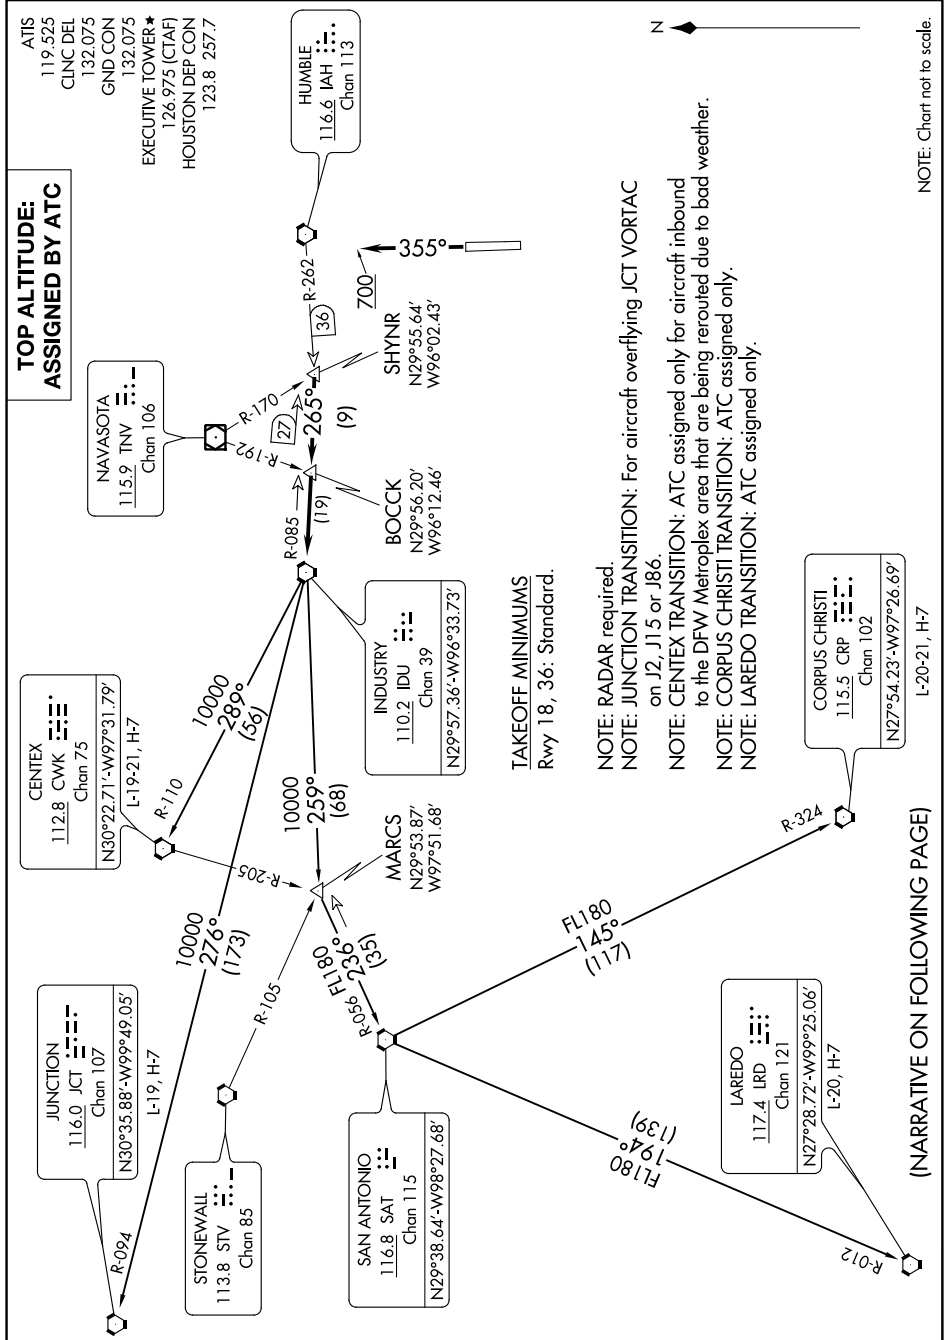 TOP ALTITUDE:
ASSIGNED BY ATC
ATIS
119.525
CLNC DEL
132.075
GND CON
132.075
EXECUTIVE TOWER★
126.975 (CTAF)
HOUSTON DEP CON
123.8 257.7
JUNCTION
116.0 JCT
Chan 107
N30°35.88'-W99°49.05'
L-19, H-7
R-094
10000
276°
(173)
CENTEX
112.8 CWK
Chan 75
N30°22.71'-W97°31.79'
L-19-21, H-7
R-110
R-205
10000
289°
(56)
NAVASOTA
115.9 TNV
Chan 106
R-170
R-192
HUMBLE
116.6 IAH
Chan 113
R-262
36
27
265°
(9)
R-085
(19)
700
355°
N
SHYNR
N29°55.64'
W96°02.43'
BOCCK
N29°56.20'
W96°12.46'
INDUSTRY
110.2 IDU
Chan 39
N29°57.36'-W96°33.73'
10000
259°
(68)
MARCS
N29°53.87'
W97°51.68'
STONEWALL
113.8 STV
Chan 85
R-105
FL180
236°
(35)
R-056
SAN ANTONIO
116.8 SAT
Chan 115
N29°38.64'-W98°27.68'
FL180
145°
(117)
R-324
CORPUS CHRISTI
115.5 CRP
Chan 102
N27°54.23'-W97°26.69'
L-20-21, H-7
FL180
194°
(139)
R-012
LAREDO
117.4 LRD
Chan 121
N27°28.72'-W99°25.06'
L-20, H-7
TAKEOFF MINIMUMS
Rwy 18, 36: Standard.
NOTE: RADAR required.
NOTE: JUNCTION TRANSITION: For aircraft overflying JCT VORTAC
on J2, J15 or J86.
NOTE: CENTEX TRANSITION: ATC assigned only for aircraft inbound
to the DFW Metroplex area that are being rerouted due to bad weather.
NOTE: CORPUS CHRISTI TRANSITION: ATC assigned only.
NOTE: LAREDO TRANSITION: ATC assigned only.
(NARRATIVE ON FOLLOWING PAGE)
NOTE: Chart not to scale.